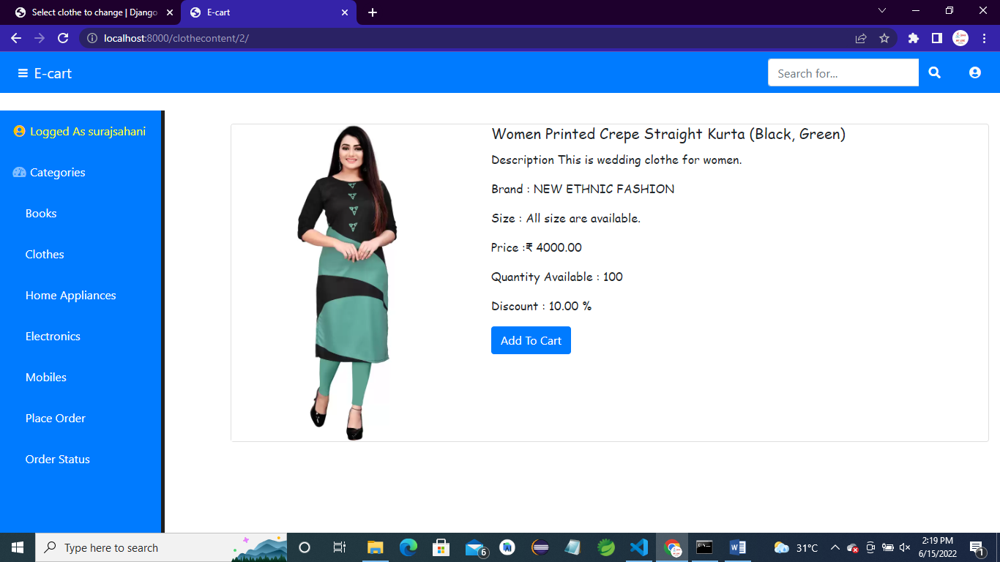 Select clothe to change | Django
E-cart
localhost:8000/clothecontent/2/
E-cart
Search for...
Logged As surajsahani
Categories
Books
Clothes
Home Appliances
Electronics
Mobiles
Place Order
Order Status
Women Printed Crepe Straight Kurta (Black, Green)
Description This is wedding clothe for women.
Brand : NEW ETHNIC FASHION
Size : All size are available.
Price :₹ 4000.00
Quantity Available : 100
Discount : 10.00 %
Add To Cart
Type here to search
6
31°C
2:19 PM
6/15/2022
1